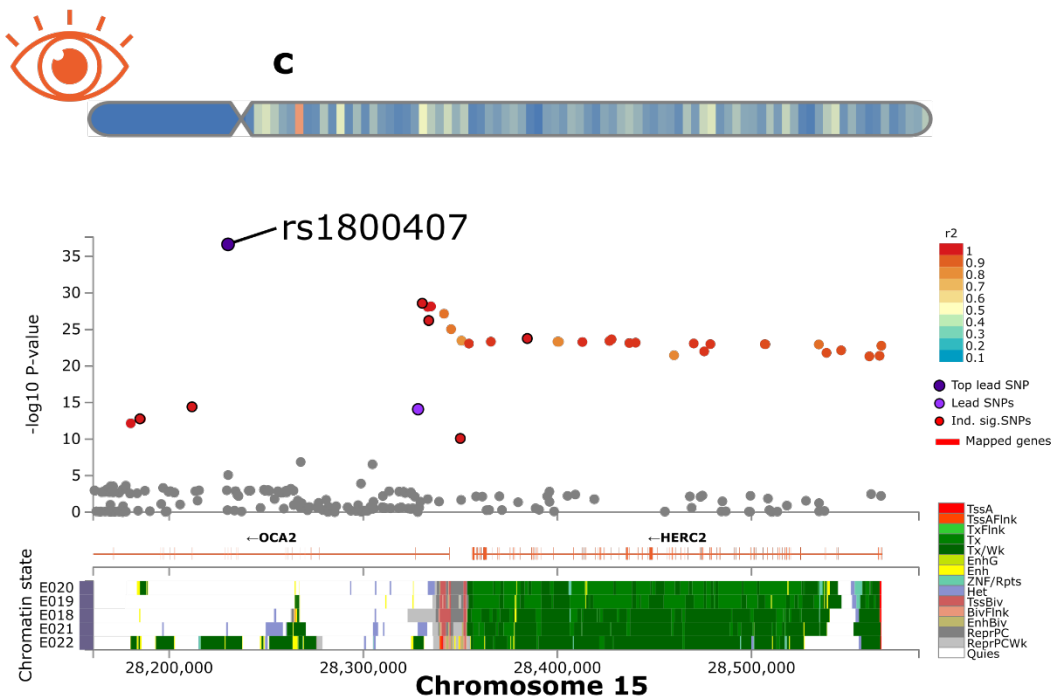 c
rs1800407
-log10 P-value
35
30
25
20
15
10
5
0
r2
1
0.9
0.8
0.7
0.6
0.5
0.4
0.3
0.2
0.1
Top lead SNP
Lead SNPs
Ind. sig.SNPs
Mapped genes
←OCA2
←HERC2
Chromatin state
E020
E019
E018
E021
E022
TssA
TssAFlnk
TxFlnk
Tx
Tx/Wk
EnhG
Enh
ZNF/Rpts
Het
TssBiv
BivFlnk
EnhBiv
ReprPC
ReprPCWk
Quies
28,200,000
28,300,000
28,400,000
28,500,000
Chromosome 15